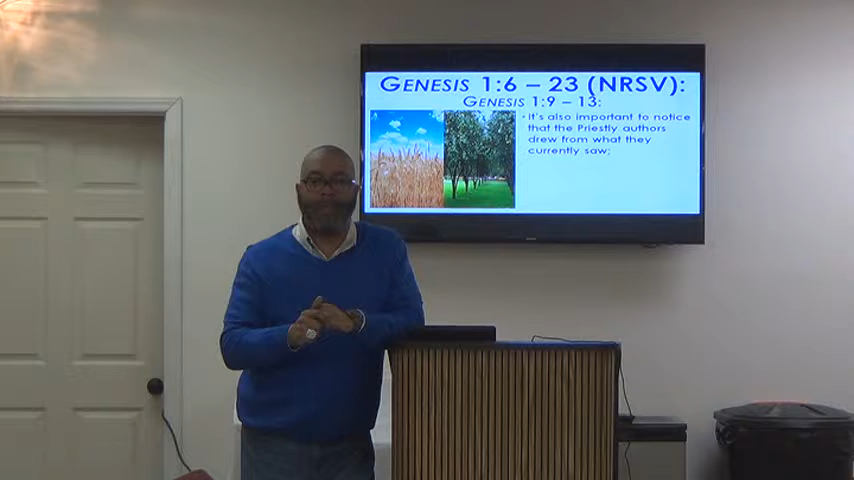 GENESIS 1:6 – 23 (NRSV):
GENESIS 1:9 – 13:
• It's also important to notice
that the Priestly authors
drew from what they
currently saw;